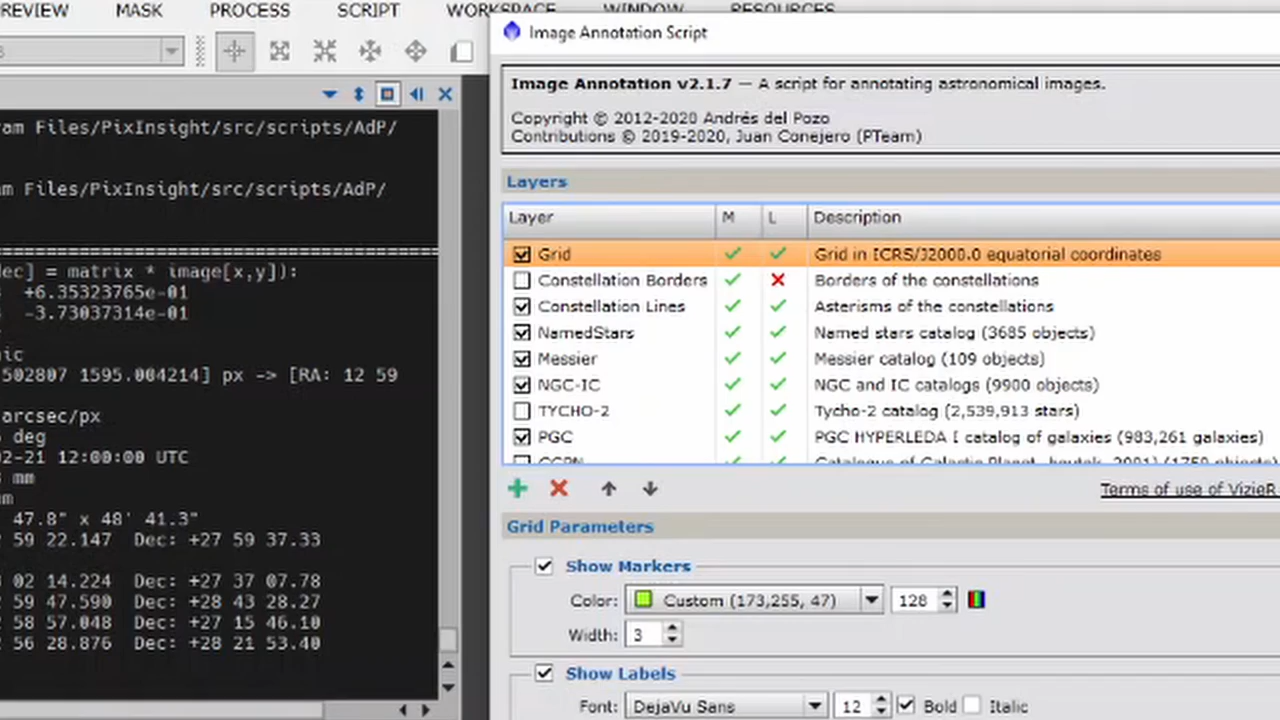 REVIEW MASK PROCESS SCRIPT WORKSPACE WINDOW RESOURCES
Image Annotation Script
Image Annotation v2.1.7 — A script for annotating astronomical images.
Copyright © 2012-2020 Andrés del Pozo
Contributions © 2019-2020, Juan Conejero (PTeam)
Layers
Layer M L Description
Grid Grid in ICRS/J2000.0 equatorial coordinates
Constellation Borders Borders of the constellations
Constellation Lines Asterisms of the constellations
NamedStars Named stars catalog (3685 objects)
Messier Messier catalog (109 objects)
NGC-IC NGC and IC catalogs (9900 objects)
TYCHO-2 Tycho-2 catalog (2,539,913 stars)
PGC PGC HYPERLEDA I catalog of galaxies (983,261 galaxies)
Terms of use of VizieR
Grid Parameters
Show Markers
Color: Custom (173,255, 47) 128
Width: 3
Show Labels
Font: DejaVu Sans 12 Bold Italic
ram Files/PixInsight/src/scripts/AdP/
am Files/PixInsight/src/scripts/AdP/
dec] = matrix * image[x,y]):
+6.35323765e-01
-3.73037314e-01
ic
502807 1595.004214] px -> [RA: 12 59
arcsec/px
deg
2-21 12:00:00 UTC
mm
m
47.8" x 48' 41.3"
59 22.147 Dec: +27 59 37.33
02 14.224 Dec: +27 37 07.78
59 47.590 Dec: +28 43 28.27
58 57.048 Dec: +27 15 46.10
56 28.876 Dec: +28 21 53.40